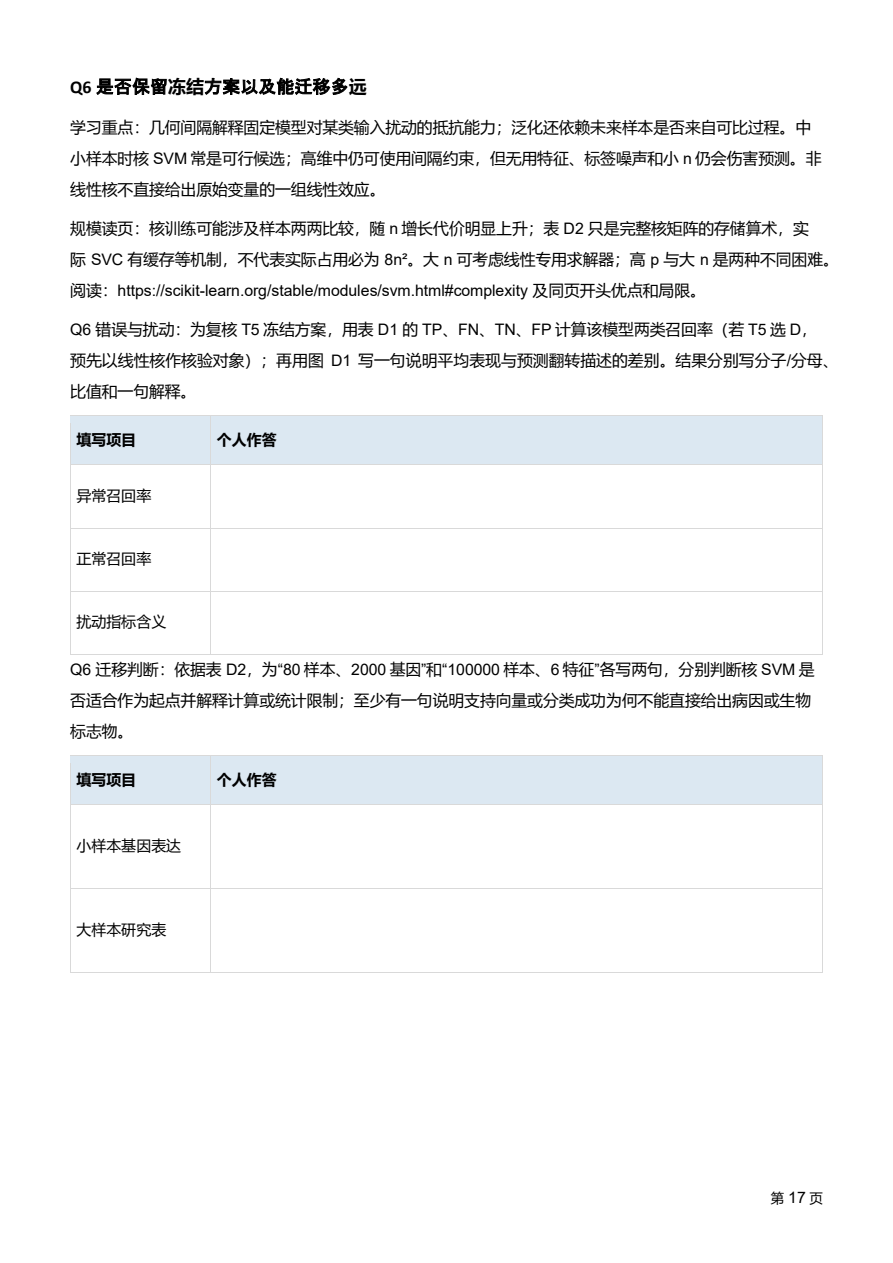 Q6 是否保留冻结方案以及能迁移多远
学习重点：几何间隔解释固定模型对某类输入扰动的抵抗能力；泛化还依赖未来样本是否来自可比过程。中
小样本时核 SVM 常是可行候选；高维中仍可使用间隔约束，但无用特征、标签噪声和小 n 仍会伤害预测。非
线性核不直接给出原始变量的一组线性效应。
规模读页：核训练可能涉及样本两两比较，随 n 增长代价明显上升；表 D2 只是完整核矩阵的存储算术，实
际 SVC 有缓存等机制，不代表实际占用必为 8n²。大 n 可考虑线性专用求解器；高 p 与大 n 是两种不同困难。
阅读：https://scikit-learn.org/stable/modules/svm.html#complexity 及同页开头优点和局限。
Q6 错误与扰动：为复核 T5 冻结方案，用表 D1 的 TP、FN、TN、FP 计算该模型两类召回率（若 T5 选 D，
预先以线性核作核验对象）；再用图 D1 写一句说明平均表现与预测翻转描述的差别。结果分别写分子/分母、
比值和一句解释。
填写项目 个人作答
异常召回率
正常召回率
扰动指标含义
Q6 迁移判断：依据表 D2，为“80 样本、2000 基因”和“100000 样本、6 特征”各写两句，分别判断核 SVM 是
否适合作为起点并解释计算或统计限制；至少有一句说明支持向量或分类成功为何不能直接给出病因或生物
标志物。
填写项目 个人作答
小样本基因表达
大样本研究表
第 17 页